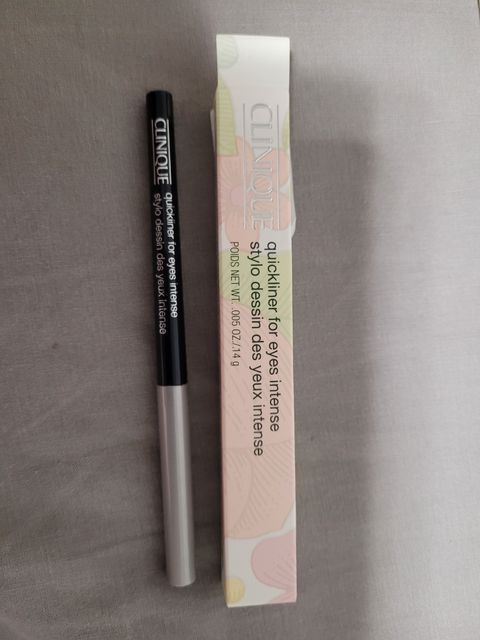 CLINIQUE
quickliner for eyes intense
stylo dessin des yeux intense
CLINIQUE
quickliner for eyes intense
stylo dessin des yeux intense
POIDS NET WT. .005 OZ./.14 g